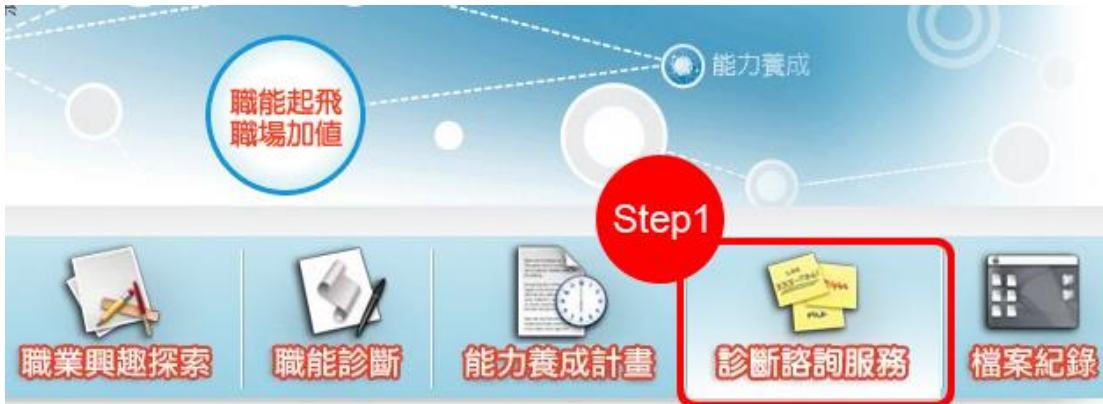 能力養成
職能起飛
職場加值
Step1
職業興趣探索
職能診斷
能力養成計畫
診斷諮詢服務
檔案紀錄